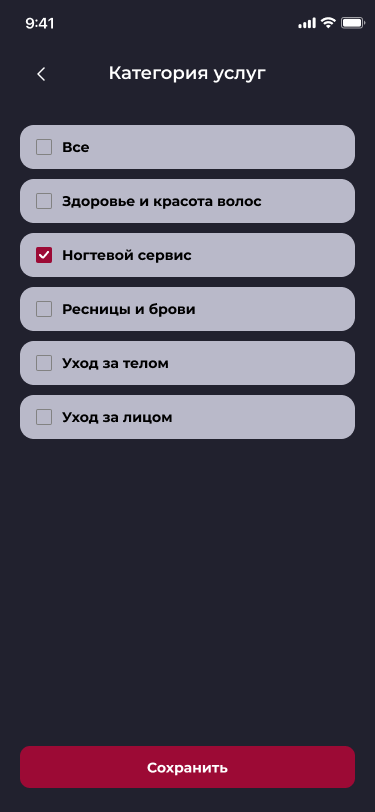 9:41
Категория услуг
Все
Здоровье и красота волос
Ногтевой сервис
Ресницы и брови
Уход за телом
Уход за лицом
Сохранить